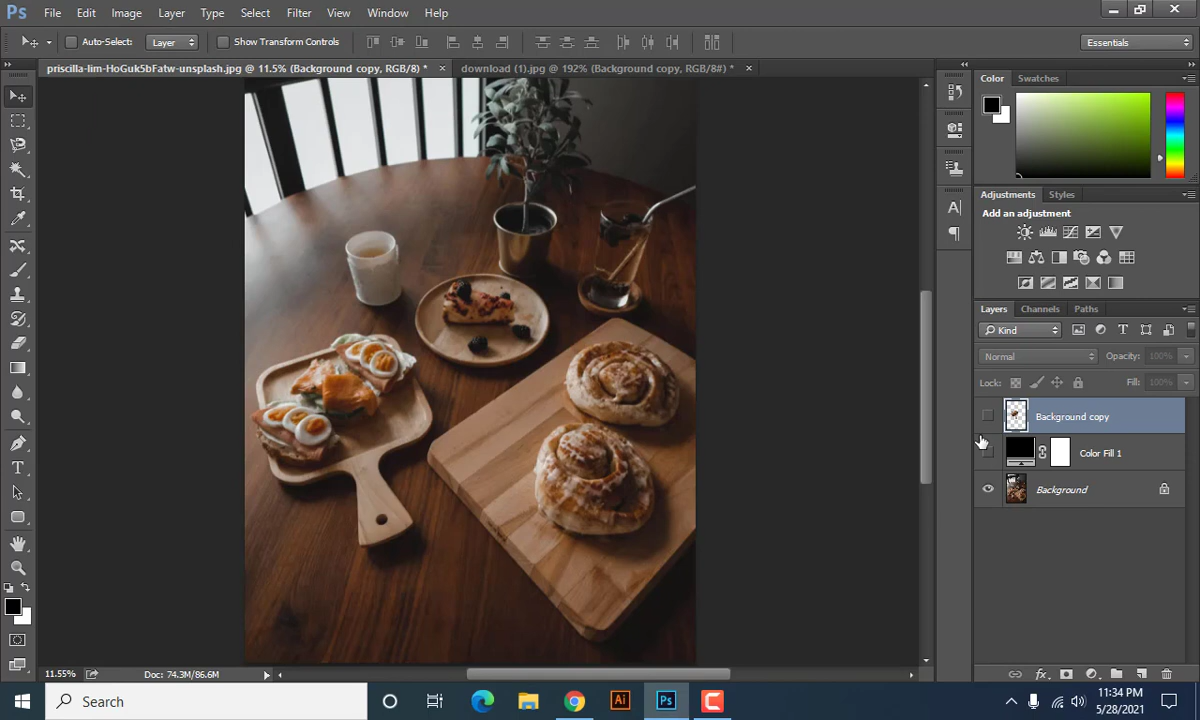 Ps File Edit Image Layer Type Select Filter View Window Help
Auto-Select: Layer Show Transform Controls Essentials
priscilla-lim-HoGuk5bFatw-unsplash.jpg @ 11.5% (Background copy, RGB/8) * × download (1).jpg @ 192% (Background copy, RGB/8#) * ×
Color Swatches
Adjustments Styles
Add an adjustment
Layers Channels Paths
Kind
Normal Opacity: 100%
Lock: Fill: 100%
Background copy
Color Fill 1
Background
11.55% Doc: 74.3M/86.6M
Search
Ai Ps
11:34 PM
5/28/2021